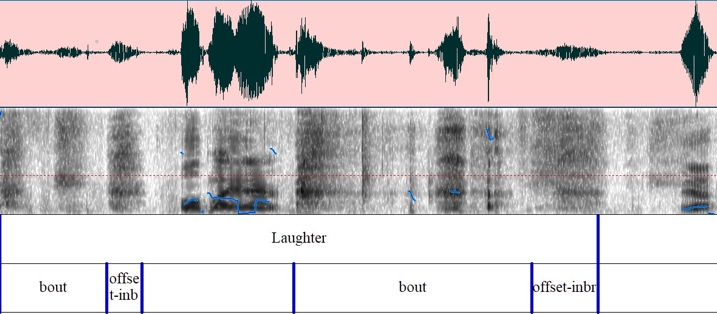 Laughter
bout
offse
t-inb
bout
offset-inbr